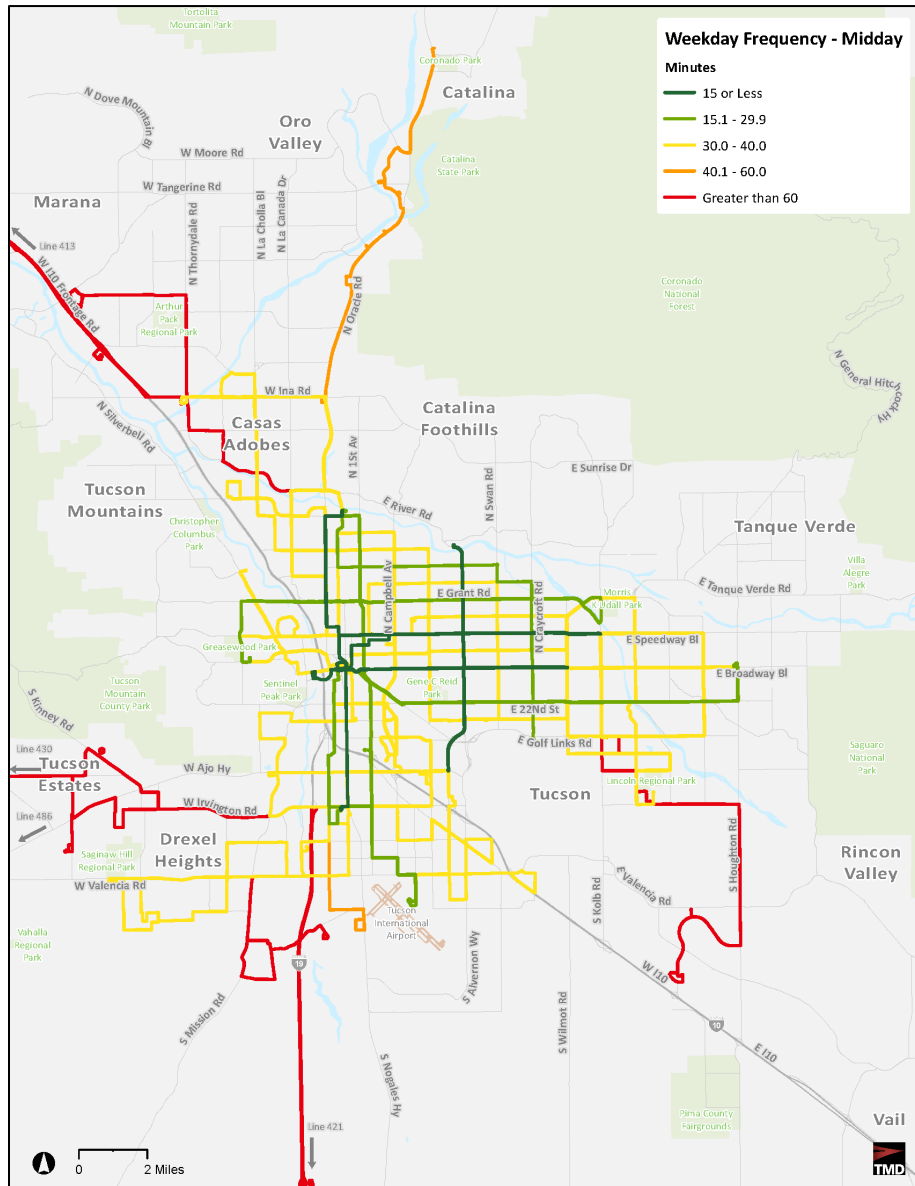 Tortolita
Mountain Park
Weekday Frequency - Midday
Minutes
15 or Less
15.1 - 29.9
30.0 - 40.0
40.1 - 60.0
Greater than 60
Coronado Park
Catalina
N Dove Mountain Bl
Oro
Valley
W Moore Rd
Catalina
State Park
W Tangerine Rd
Marana
N Thornydale Rd
N La Cholla Bl
N La Canada Dr
Line 413
W I10 Frontage Rd
Coronado
National
Forest
Arthur
Pack
Regional Park
N Oracle Rd
N General Hitchcock Hy
W Ina Rd
N Silverbell Rd
Casas
Adobes
Catalina
Foothills
N 1St Av
E Sunrise Dr
N Swan Rd
Tucson
Mountains
E River Rd
Christopher
Columbus
Park
Tanque Verde
Villa
Alegre
Park
N Campbell Av
E Tanque Verde Rd
E Grant Rd
N Craycroft Rd
Morris
K Udall Park
Greasewood Park
E Speedway Bl
E Broadway Bl
Sentinel
Peak Park
Gene C Reid
Park
Tucson
Mountain
County Park
S Kinney Rd
E 22Nd St
E Golf Links Rd
Saguaro
National
Park
Line 430
Tucson
Estates
W Ajo Hy
Lincoln Regional Park
Tucson
W Irvington Rd
Line 486
Drexel
Heights
Saginaw Hill
Regional Park
S Houghton Rd
Rincon
Valley
W Valencia Rd
S Kolb Rd
E Valencia Rd
Tucson
International
Airport
Vahalla
Regional
Park
S Alvernon Wy
19
W I10
S Mission Rd
S Wilmot Rd
10
E I10
S Nogales Hy
Pima County
Fairgrounds
Vail
Line 421
0 2 Miles
TMD